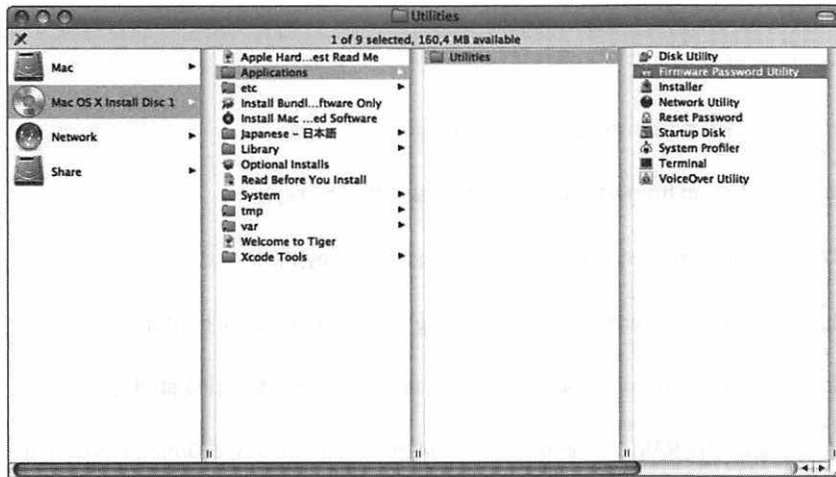 Utilities
1 of 9 selected, 160,4 MB available
Mac
Mac OS X Install Disc 1
Network
Share
Apple Hard...est Read Me
Applications
etc
Install Bundl...ftware Only
Install Mac ...ed Software
Japanese – 日本語
Library
Optional Installs
Read Before You Install
System
tmp
var
Welcome to Tiger
Xcode Tools
Utilities
Disk Utility
Firmware Password Utility
Installer
Network Utility
Reset Password
Startup Disk
System Profiler
Terminal
VoiceOver Utility